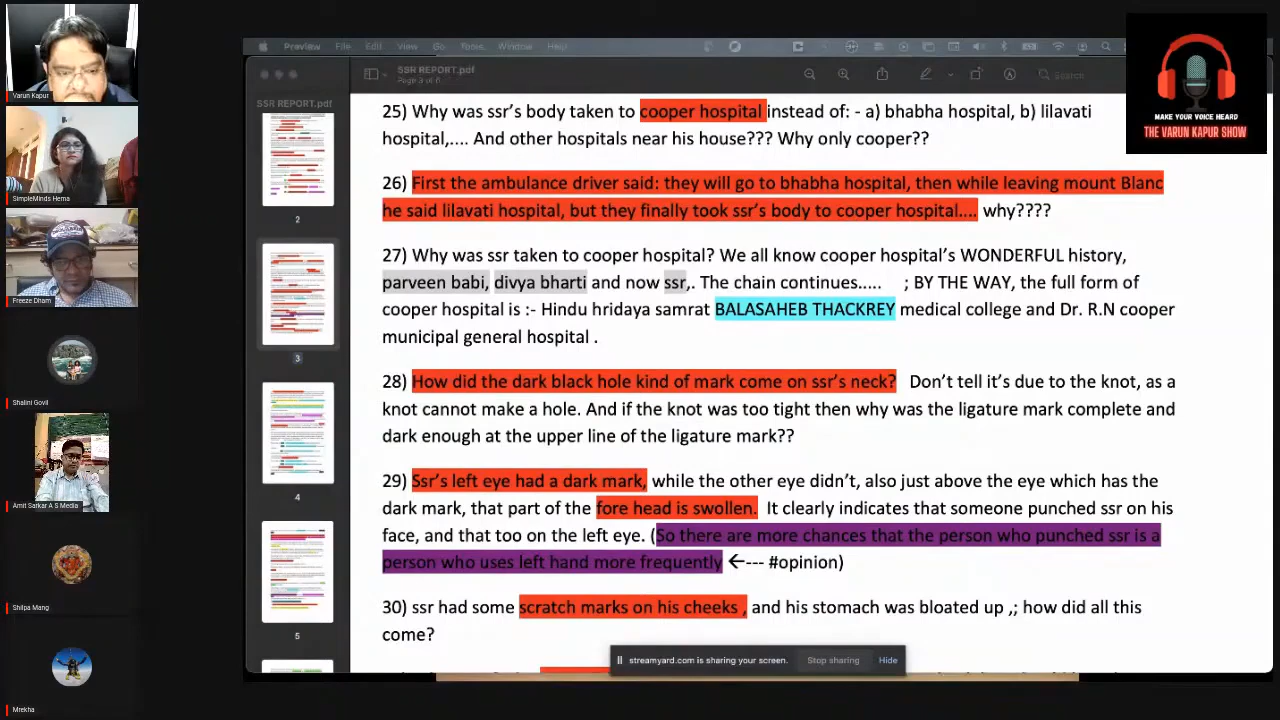 Preview File Edit View Go Tools Window Help
SSR REPORT.pdf
Search
SSR REPORT.pdf
2
3
4
5
25) Why was ssr's body taken to cooper hospital instead of: - a) bhabha hospital, b) lilavati
hospital,.. And other hospitals near his house??? Why only cooper??
26) First the ambulance driver said: they will go to bhabha hospital, then while leaving mount Blanc
he said lilavati hospital, but they finally took ssr's body to cooper hospital.... why????
27) Why was ssr taken to cooper hospital? We all know cooper hospital's WONDERFUL history,
parveen babi, divya bharti and now ssr,. The chain continues..... ; BY THE WAY, the full form of
cooper hospital is :- Hindu hridaya samrat BALASAHEB THACKREY medical college and Dr. R.N cooper
municipal general hospital .
28) How did the dark black hole kind of mark come on ssr's neck? Don't tell it's due to the knot, as a
knot cannot make a hole. And if the knot was too tight then why was the ligature mark complete and
dark even at the upper line of the ligature mark??
29) Ssr's left eye had a dark mark, while the other eye didn't, also just above the eye which has the
dark mark, that part of the fore head is swollen. It clearly indicates that someone punched ssr on his
face, and that too on the left eye. (So there are more chances that the person who punched ssr is a
person who uses left hand more frequently <--- #opinion)
30) ssr had some scratch marks on his cheeks , and his stomach was bloated up ,; how did all this
come?
streamyard.com is sharing your screen. Stop sharing Hide
MAKE YOUR VOICE HEARD
THE VARUN KAPUR SHOW
Varun Kapur
SimpleMinds Hema
Freeze Dham
Shalini Govil
Amit Sarkar A S Media
Shilpa Mang
Mrekha